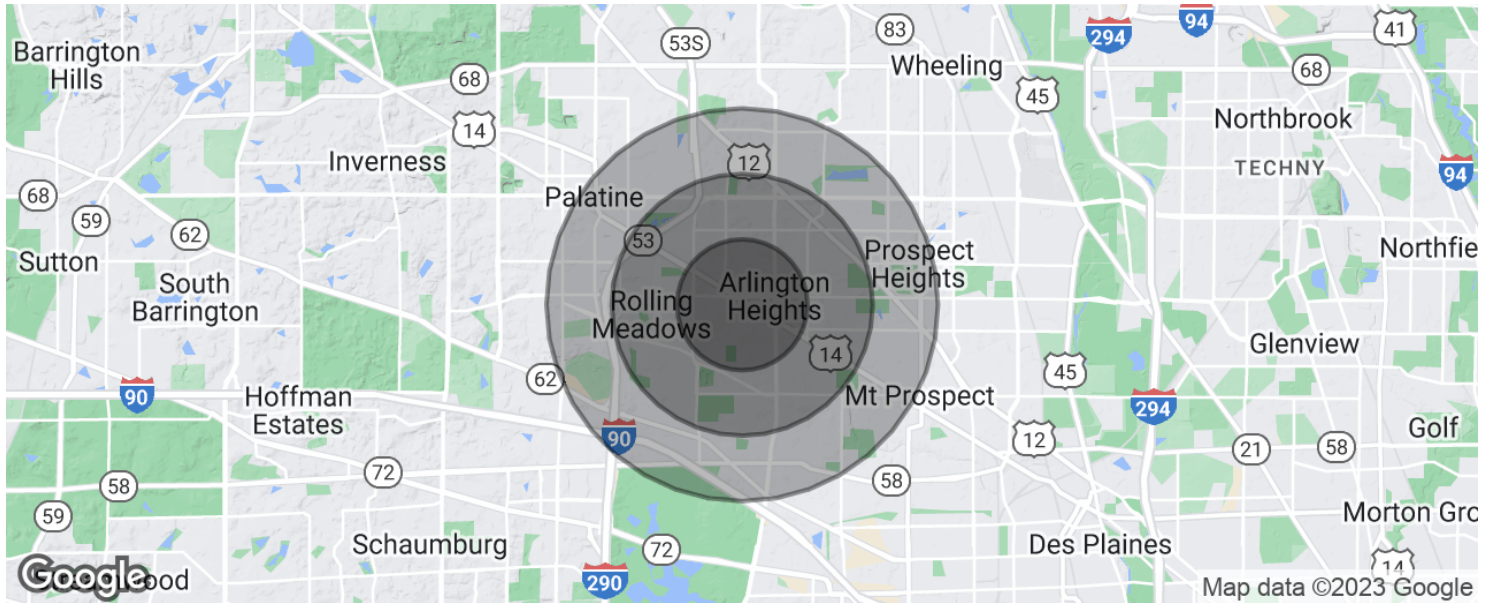 53S
83
294
94
41
Barrington
Hills
68
Wheeling
68
45
14
Northbrook
12
Inverness
TECHNY
94
68
Palatine
59
62
53
Prospect
Heights
Northfie
Sutton
South
Barrington
Arlington
Heights
Rolling
Meadows
14
Glenview
62
45
90
Hoffman
Estates
Mt Prospect
294
90
12
Golf
21
58
72
58
58
59
Morton Gro
Schaumburg
72
Des Plaines
14
290
Google
wood
Map data ©2023 Google